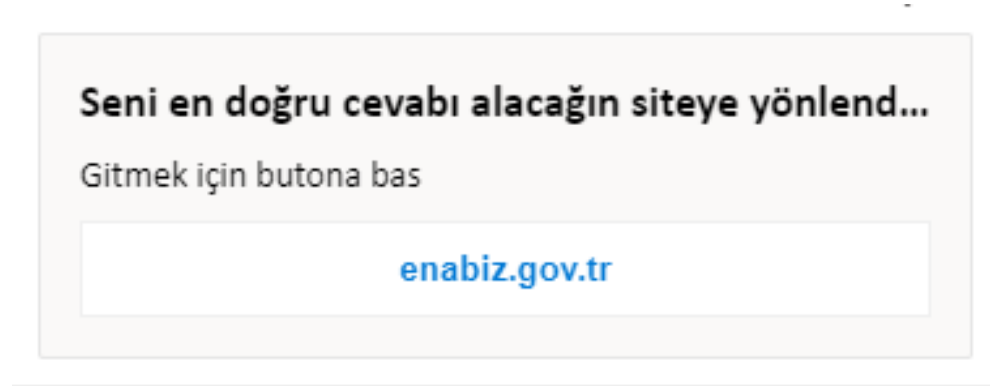 Seni en doğru cevabı alacağın siteye yönlend...
Gitmek için butona bas
enabiz.gov.tr